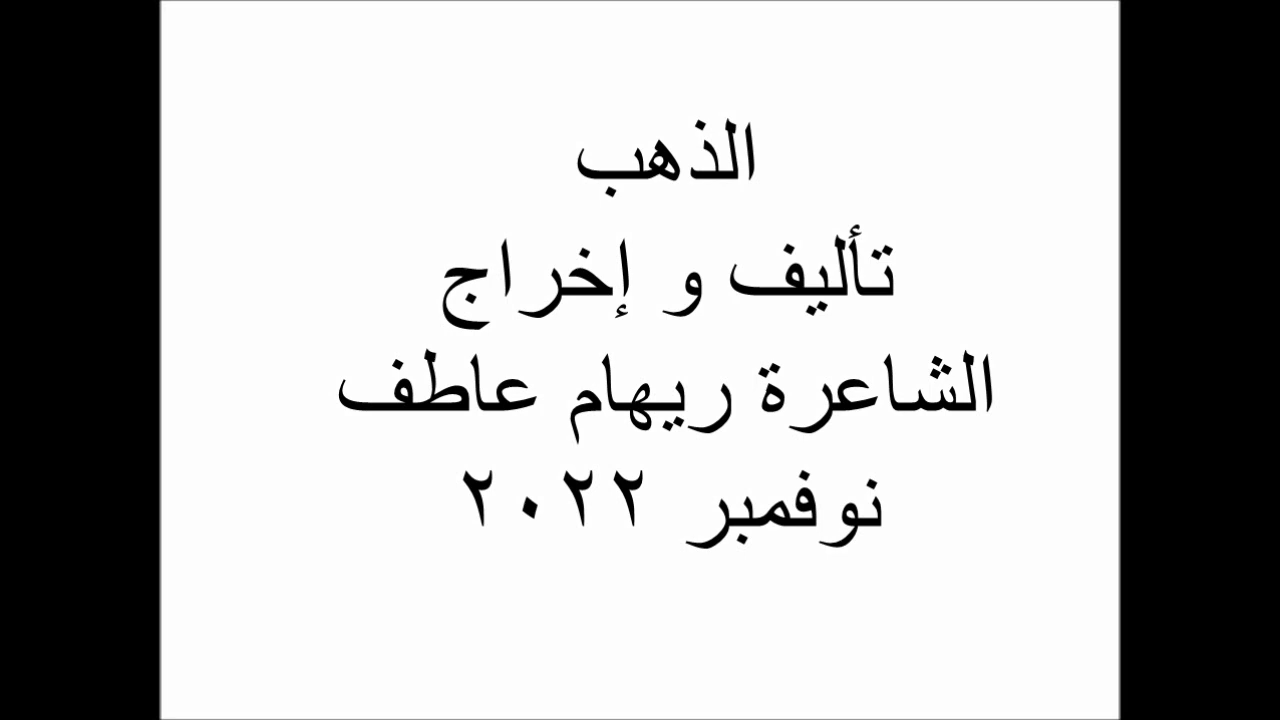 الذهب
تأليف و إخراج
الشاعرة ريهام عاطف
نوفمبر ٢٠٢٢